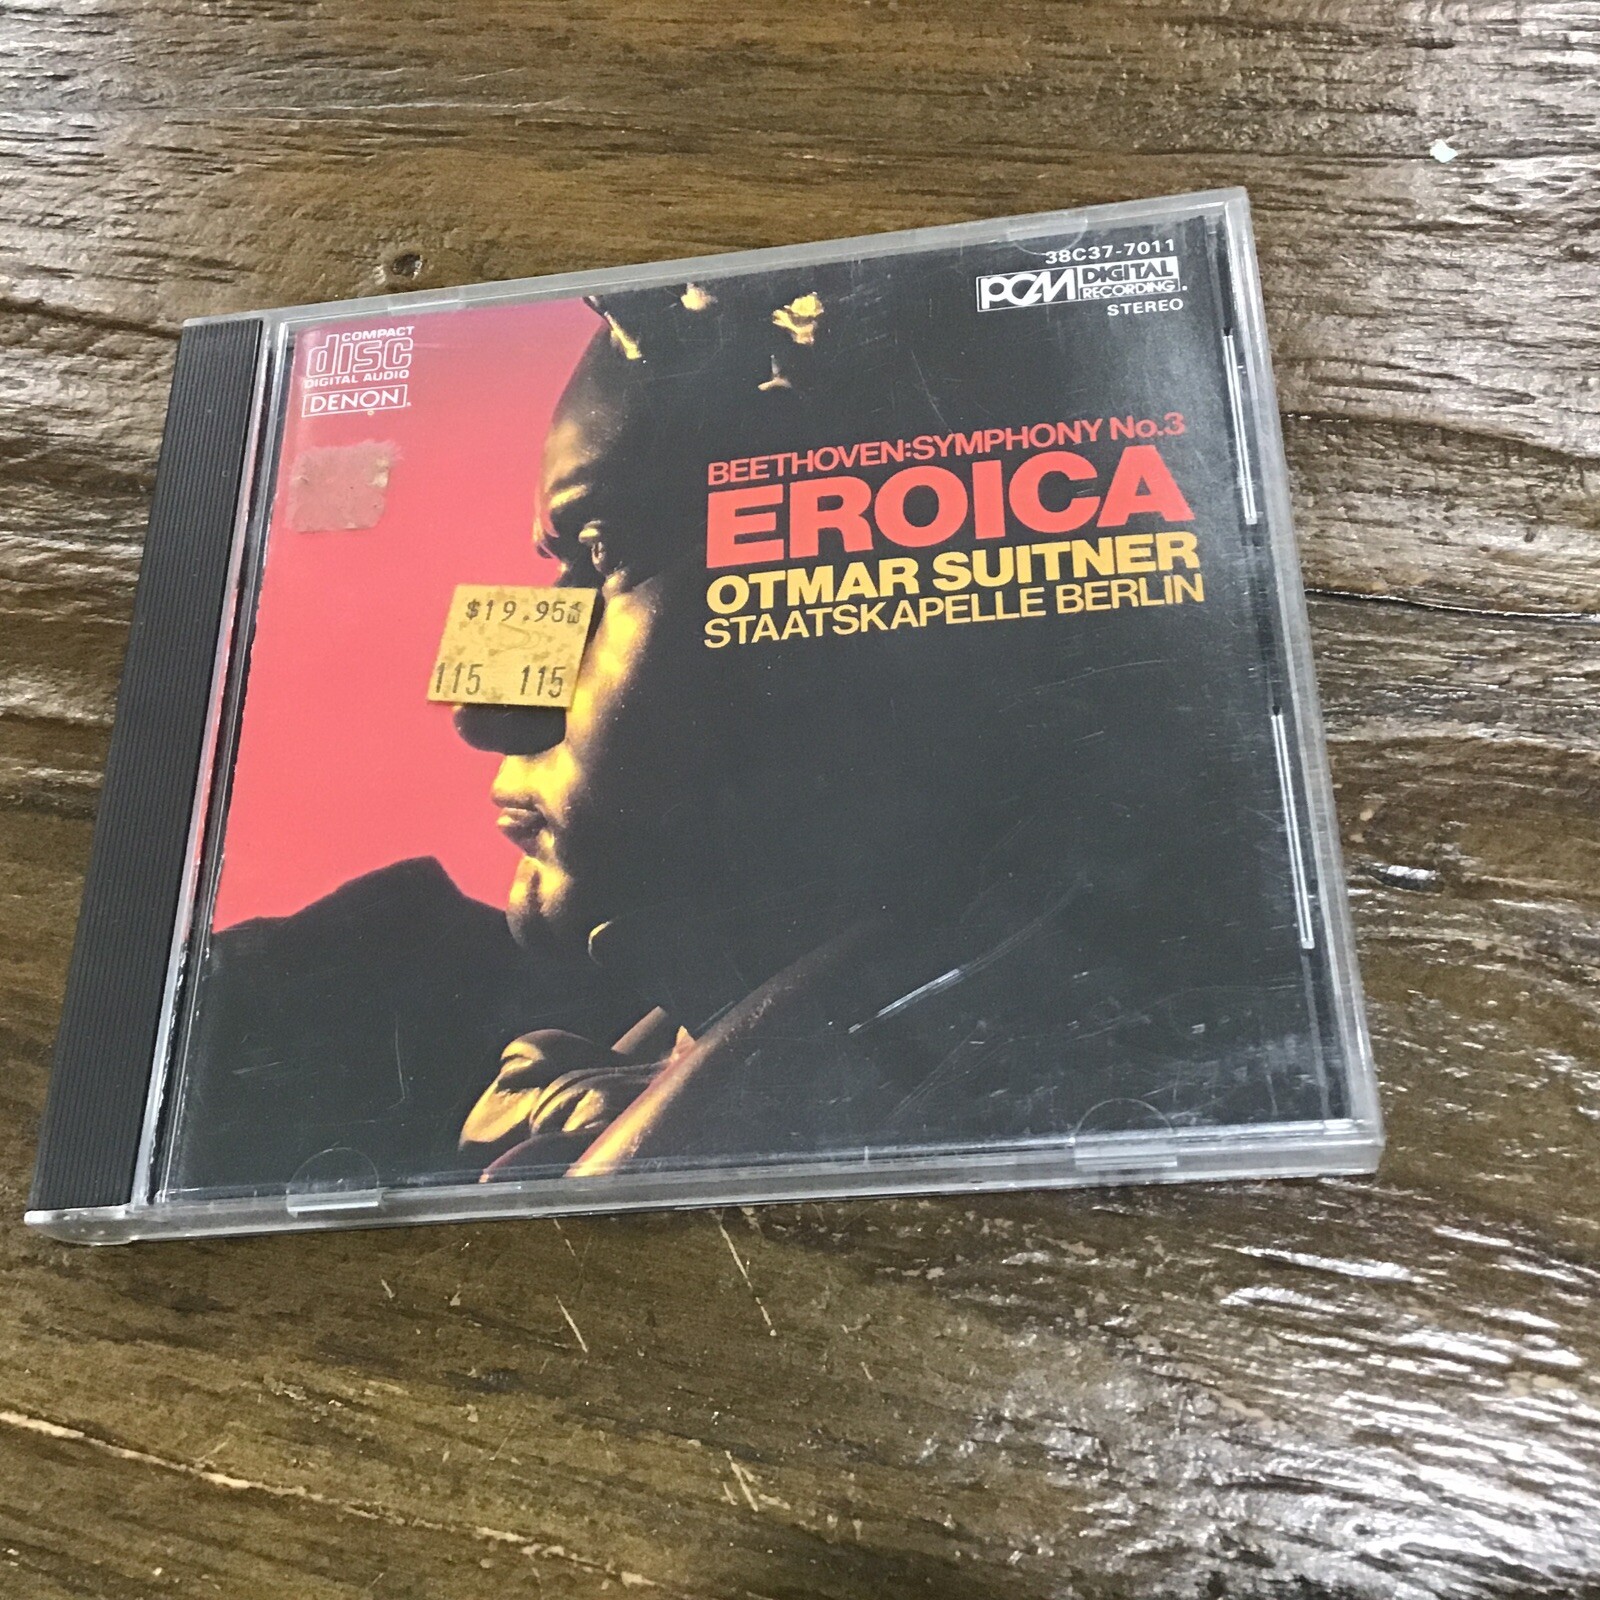 38C37-7011
PCM DIGITAL RECORDING
STEREO
COMPACT
disc
DIGITAL AUDIO
DENON
BEETHOVEN:SYMPHONY No.3
EROICA
OTMAR SUITNER
STAATSKAPELLE BERLIN
$19.95
115 115